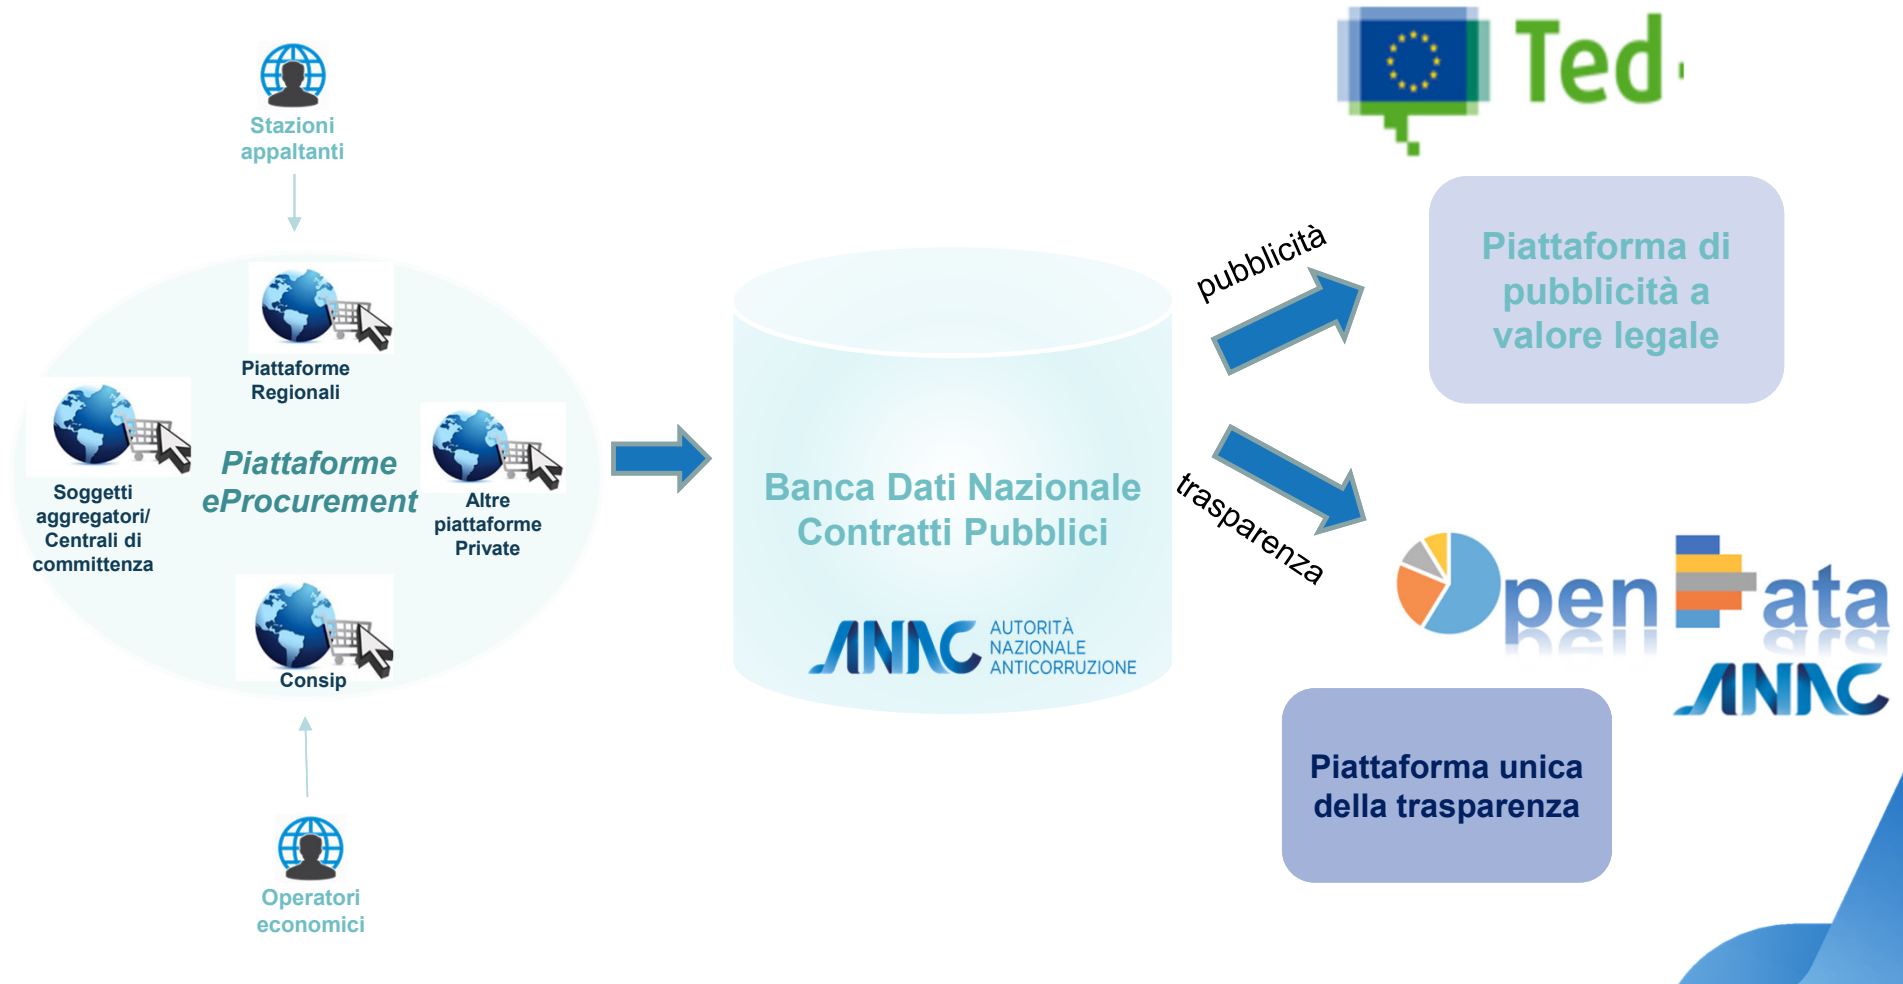 Stazioni
appaltanti
Piattaforme
Regionali
Soggetti
aggregatori/
Centrali di
committenza
Piattaforme
eProcurement
Altre
piattaforme
Private
Consip
Operatori
economici
Banca Dati Nazionale
Contratti Pubblici
ANAC
AUTORITÀ
NAZIONALE
ANTICORRUZIONE
pubblicità
trasparenza
Ted
Piattaforma di
pubblicità a
valore legale
Open Data
ANAC
Piattaforma unica
della trasparenza